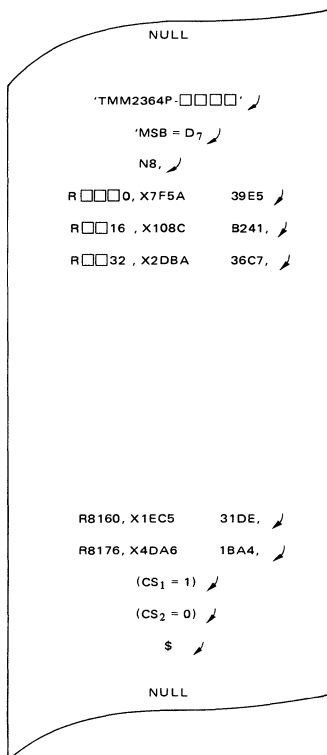 NULL
'TMM2364P-□□□□'
'MSB = D₇
N8,
R□□□0, X7F5A 39E5
R□□16 , X108C B241,
R□□32 , X2DBA 36C7,
R8160, X1EC5 31DE,
R8176, X4DA6 1BA4,
(CS₁ = 1)
(CS₂ = 0)
$
NULL